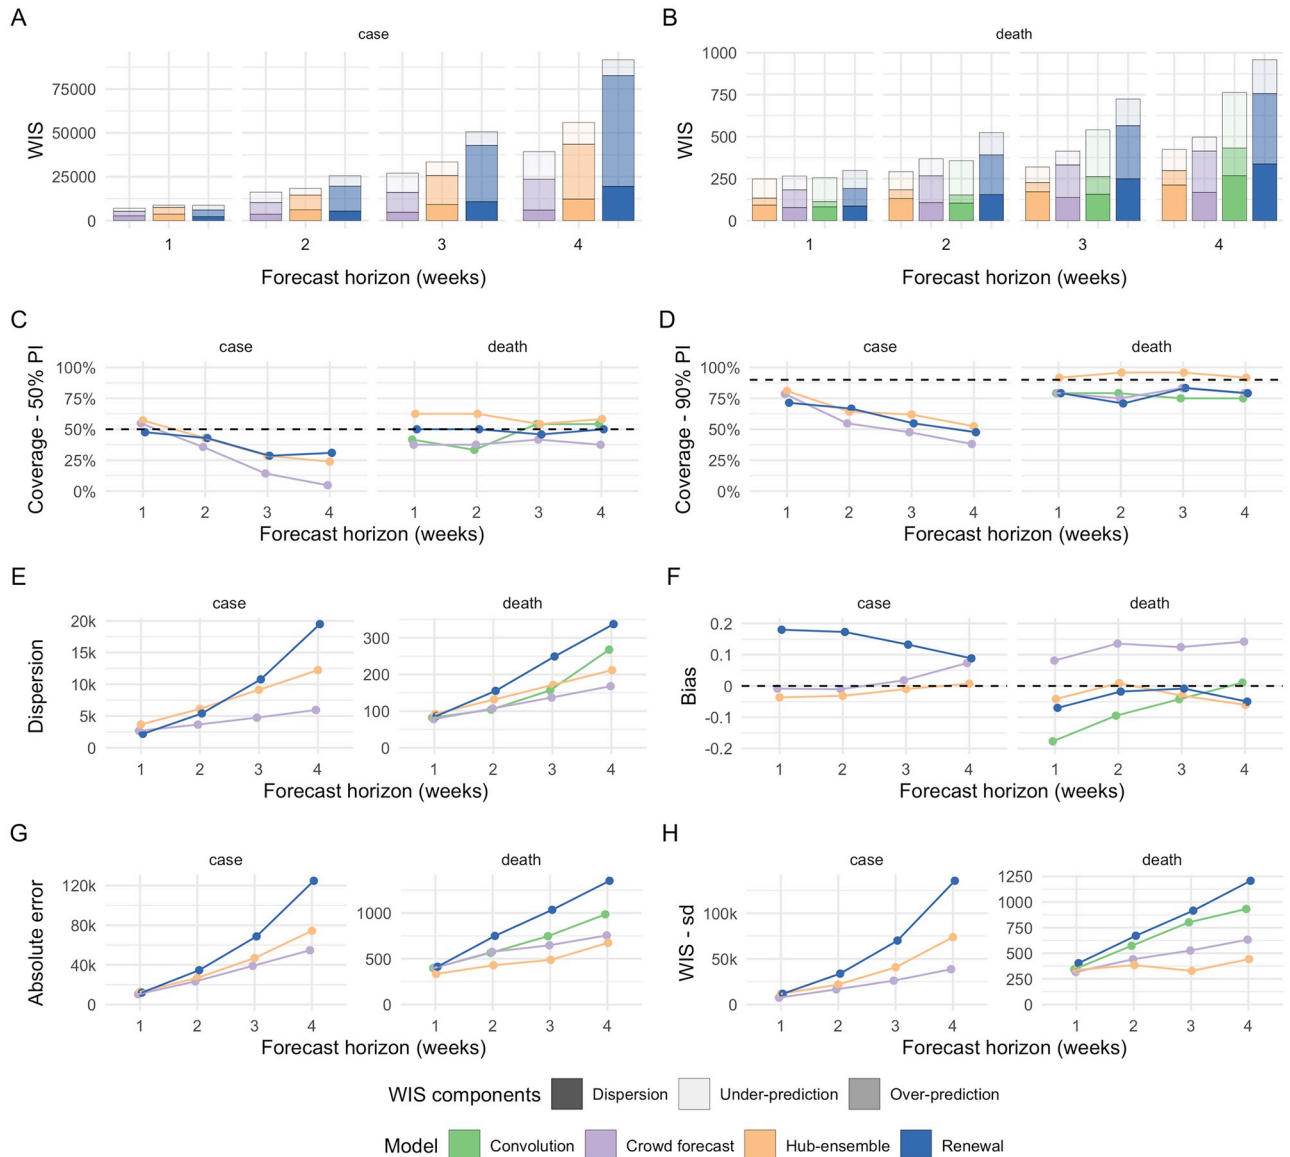 A
case
WIS
75000
50000
25000
0
1 2 3 4
Forecast horizon (weeks)
B
death
WIS
1000
750
500
250
0
1 2 3 4
Forecast horizon (weeks)
C
case death
Coverage - 50% PI
100%
75%
50%
25%
0%
1 2 3 4 1 2 3 4
Forecast horizon (weeks)
D
case death
Coverage - 90% PI
100%
75%
50%
25%
0%
1 2 3 4 1 2 3 4
Forecast horizon (weeks)
E
case death
Dispersion
20k
15k
10k
5k
0
300
200
100
0
1 2 3 4 1 2 3 4
Forecast horizon (weeks)
F
case death
Bias
0.2
0.1
0
-0.1
-0.2
1 2 3 4 1 2 3 4
Forecast horizon (weeks)
G
case death
Absolute error
120k
80k
40k
0
1000
500
0
1 2 3 4 1 2 3 4
Forecast horizon (weeks)
H
case death
WIS - sd
100k
50k
0
1250
1000
750
500
250
0
1 2 3 4 1 2 3 4
Forecast horizon (weeks)
WIS components Dispersion Under-prediction Over-prediction
Model Convolution Crowd forecast Hub-ensemble Renewal